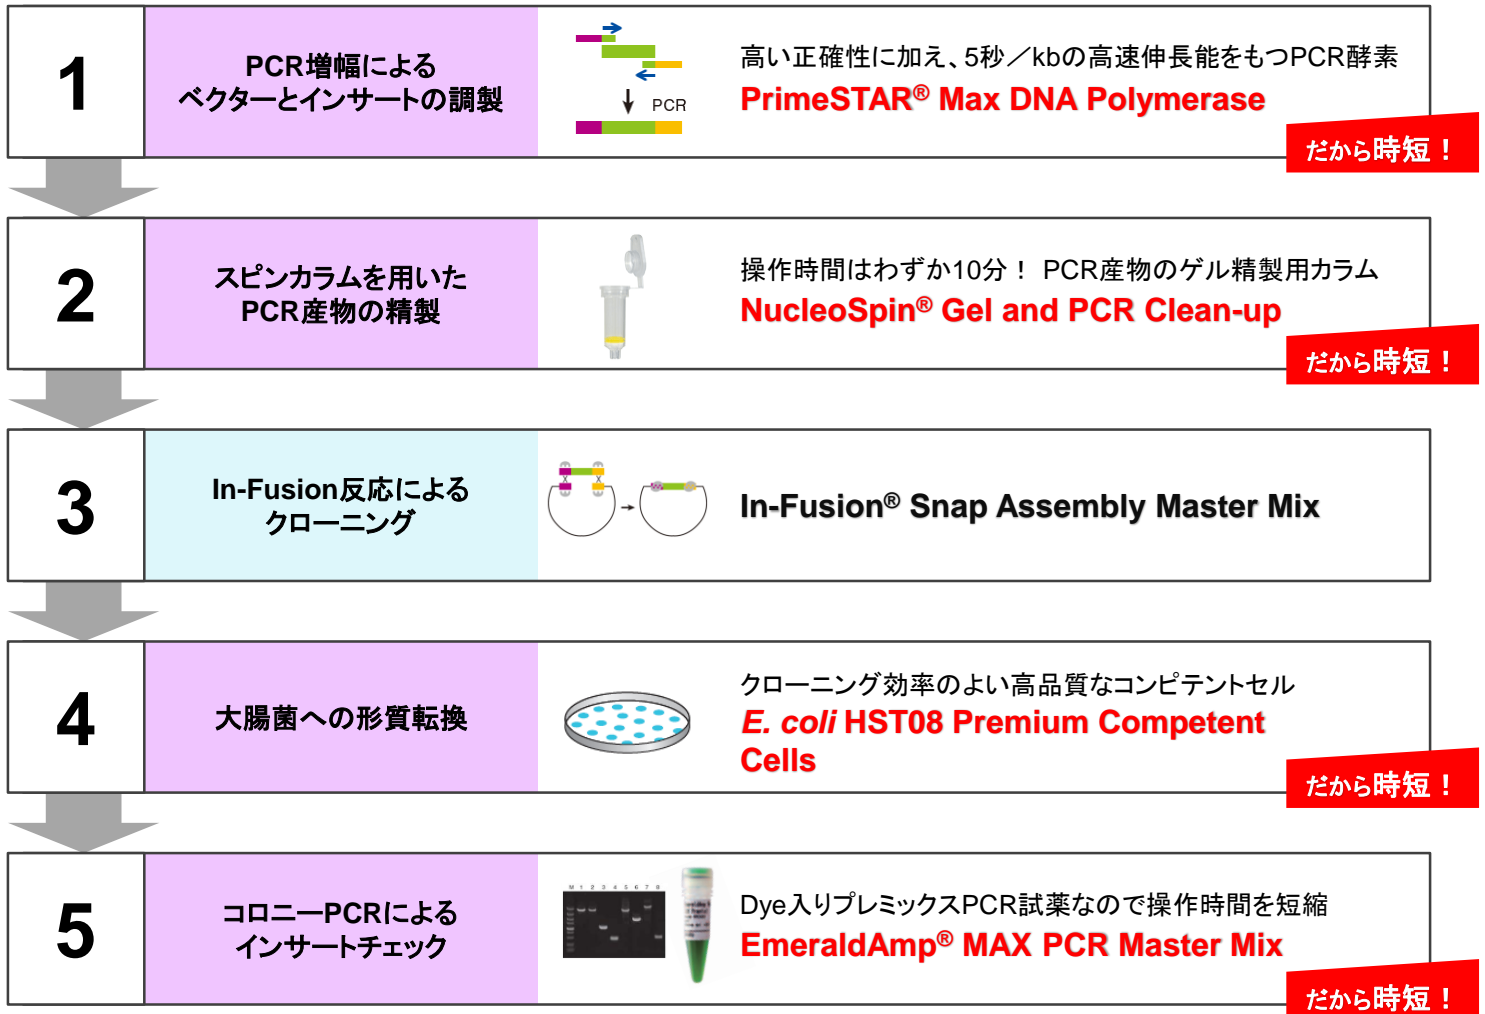 1
PCR増幅による
ベクターとインサートの調製
PCR
高い正確性に加え、5秒／kbの高速伸長能をもつPCR酵素
PrimeSTAR® Max DNA Polymerase
だから時短！
2
スピンカラムを用いた
PCR産物の精製
操作時間はわずか10分！ PCR産物のゲル精製用カラム
NucleoSpin® Gel and PCR Clean-up
だから時短！
3
In-Fusion反応による
クローニング
In-Fusion® Snap Assembly Master Mix
4
大腸菌への形質転換
クローニング効率のよい高品質なコンピテントセル
E. coli HST08 Premium Competent
Cells
だから時短！
5
コロニーPCRによる
インサートチェック
M 1 2 3 4 5 6 7 8
Dye入りプレミックスPCR試薬なので操作時間を短縮
EmeraldAmp® MAX PCR Master Mix
だから時短！